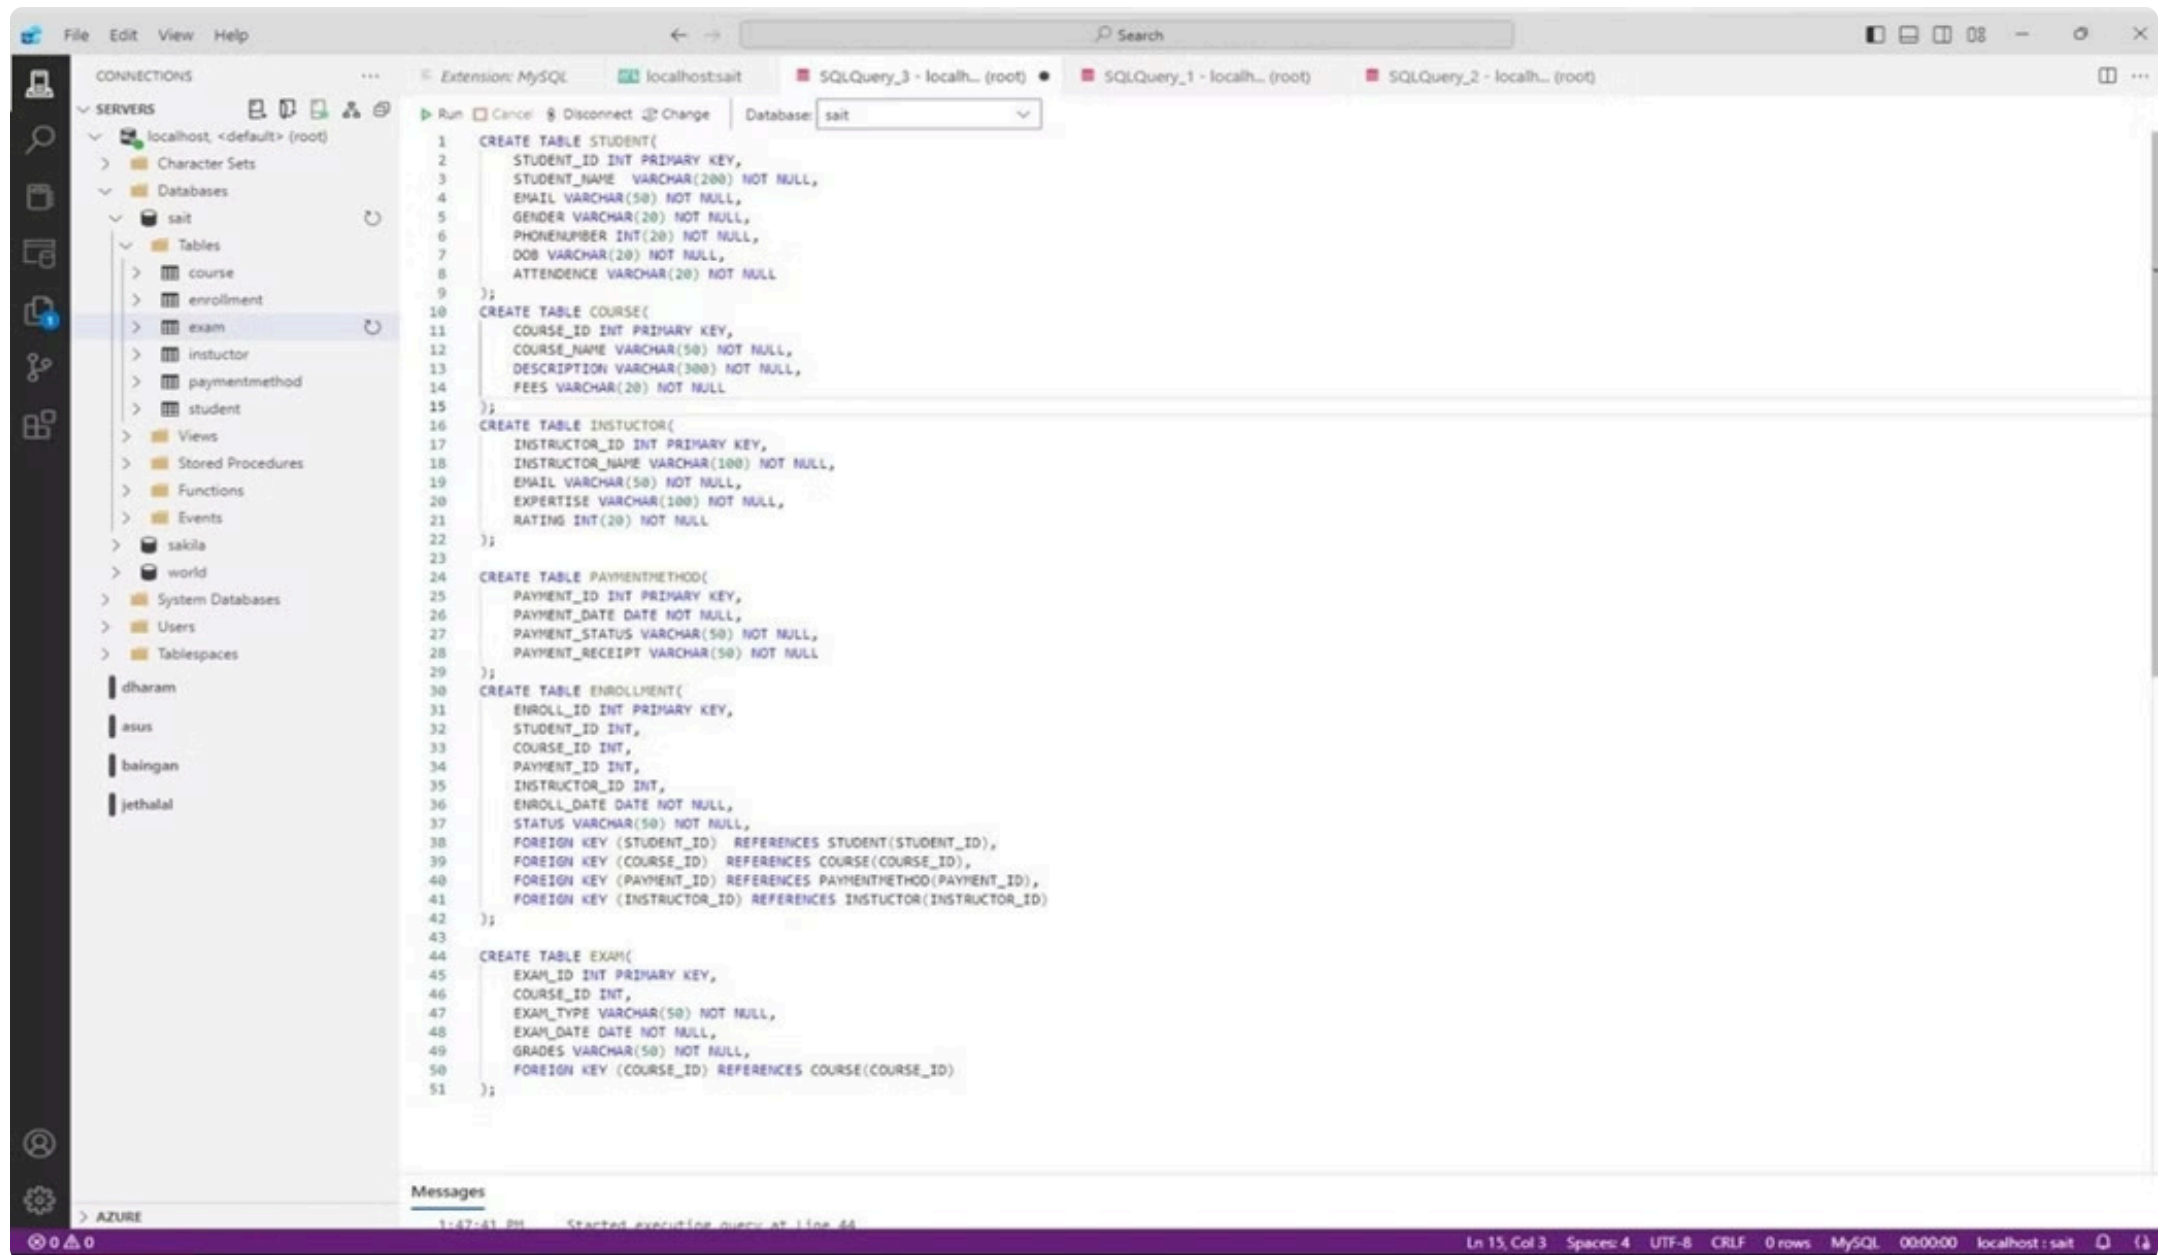 File Edit View Help
Search
CONNECTIONS
Extension: MySQL
localhost:sait
SQLQuery_3 - localh... (root)
SQLQuery_1 - localh... (root)
SQLQuery_2 - localh... (root)
SERVERS
Run Cancel Disconnect Change Database: sait
localhost, <default> (root)
Character Sets
Databases
sait
Tables
course
enrollment
exam
instuctor
paymentmethod
student
Views
Stored Procedures
Functions
Events
sakila
world
System Databases
Users
Tablespaces
dharam
asus
baingan
jethalal
AZURE
1 CREATE TABLE STUDENT(
2 STUDENT_ID INT PRIMARY KEY,
3 STUDENT_NAME VARCHAR(200) NOT NULL,
4 EMAIL VARCHAR(50) NOT NULL,
5 GENDER VARCHAR(20) NOT NULL,
6 PHONENUMBER INT(20) NOT NULL,
7 DOB VARCHAR(20) NOT NULL,
8 ATTENDENCE VARCHAR(20) NOT NULL
9 );
10 CREATE TABLE COURSE(
11 COURSE_ID INT PRIMARY KEY,
12 COURSE_NAME VARCHAR(50) NOT NULL,
13 DESCRIPTION VARCHAR(300) NOT NULL,
14 FEES VARCHAR(20) NOT NULL
15 );
16 CREATE TABLE INSTUCTOR(
17 INSTRUCTOR_ID INT PRIMARY KEY,
18 INSTRUCTOR_NAME VARCHAR(100) NOT NULL,
19 EMAIL VARCHAR(50) NOT NULL,
20 EXPERTISE VARCHAR(100) NOT NULL,
21 RATING INT(20) NOT NULL
22 );
23
24 CREATE TABLE PAYMENTMETHOD(
25 PAYMENT_ID INT PRIMARY KEY,
26 PAYMENT_DATE DATE NOT NULL,
27 PAYMENT_STATUS VARCHAR(50) NOT NULL,
28 PAYMENT_RECEIPT VARCHAR(50) NOT NULL
29 );
30 CREATE TABLE ENROLLMENT(
31 ENROLL_ID INT PRIMARY KEY,
32 STUDENT_ID INT,
33 COURSE_ID INT,
34 PAYMENT_ID INT,
35 INSTRUCTOR_ID INT,
36 ENROLL_DATE DATE NOT NULL,
37 STATUS VARCHAR(50) NOT NULL,
38 FOREIGN KEY (STUDENT_ID) REFERENCES STUDENT(STUDENT_ID),
39 FOREIGN KEY (COURSE_ID) REFERENCES COURSE(COURSE_ID),
40 FOREIGN KEY (PAYMENT_ID) REFERENCES PAYMENTMETHOD(PAYMENT_ID),
41 FOREIGN KEY (INSTRUCTOR_ID) REFERENCES INSTUCTOR(INSTRUCTOR_ID)
42 );
43
44 CREATE TABLE EXAM(
45 EXAM_ID INT PRIMARY KEY,
46 COURSE_ID INT,
47 EXAM_TYPE VARCHAR(50) NOT NULL,
48 EXAM_DATE DATE NOT NULL,
49 GRADES VARCHAR(50) NOT NULL,
50 FOREIGN KEY (COURSE_ID) REFERENCES COURSE(COURSE_ID)
51 );
Messages
1:47:41 PM Started executing query at Line 44
0 0 Ln 15, Col 3 Spaces: 4 UTF-8 CRLF 0 rows MySQL 00:00:00 localhost : sait